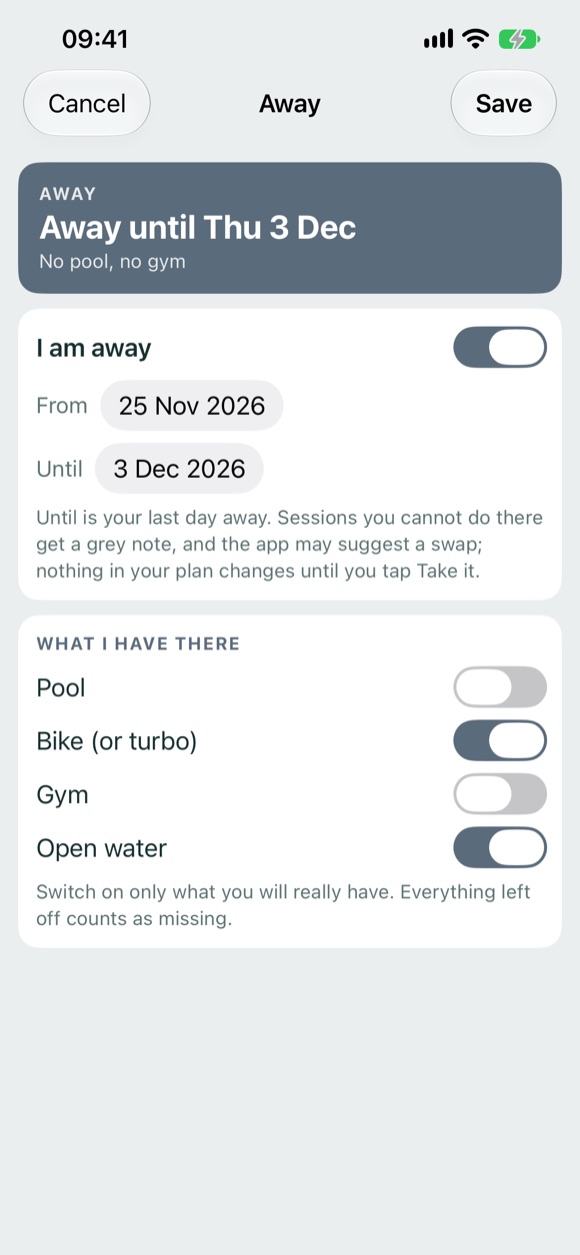 09:41
Cancel
Away
Save
AWAY
Away until Thu 3 Dec
No pool, no gym
I am away
From 25 Nov 2026
Until 3 Dec 2026
Until is your last day away. Sessions you cannot do there
get a grey note, and the app may suggest a swap;
nothing in your plan changes until you tap Take it.
WHAT I HAVE THERE
Pool
Bike (or turbo)
Gym
Open water
Switch on only what you will really have. Everything left
off counts as missing.